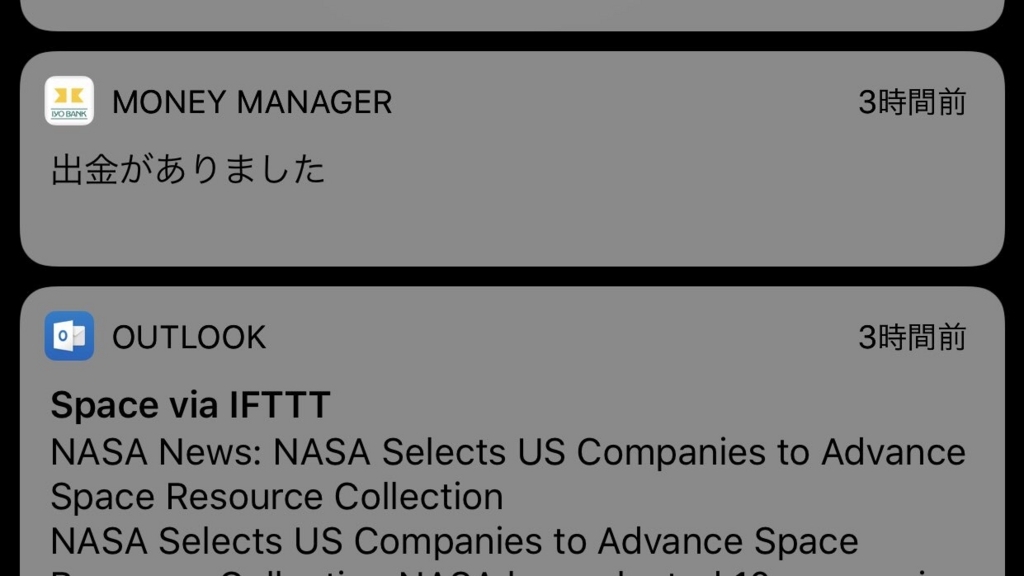 IYO BANK
MONEY MANAGER
3時間前
出金がありました
OUTLOOK
3時間前
Space via IFTTT
NASA News: NASA Selects US Companies to Advance
Space Resource Collection
NASA Selects US Companies to Advance Space